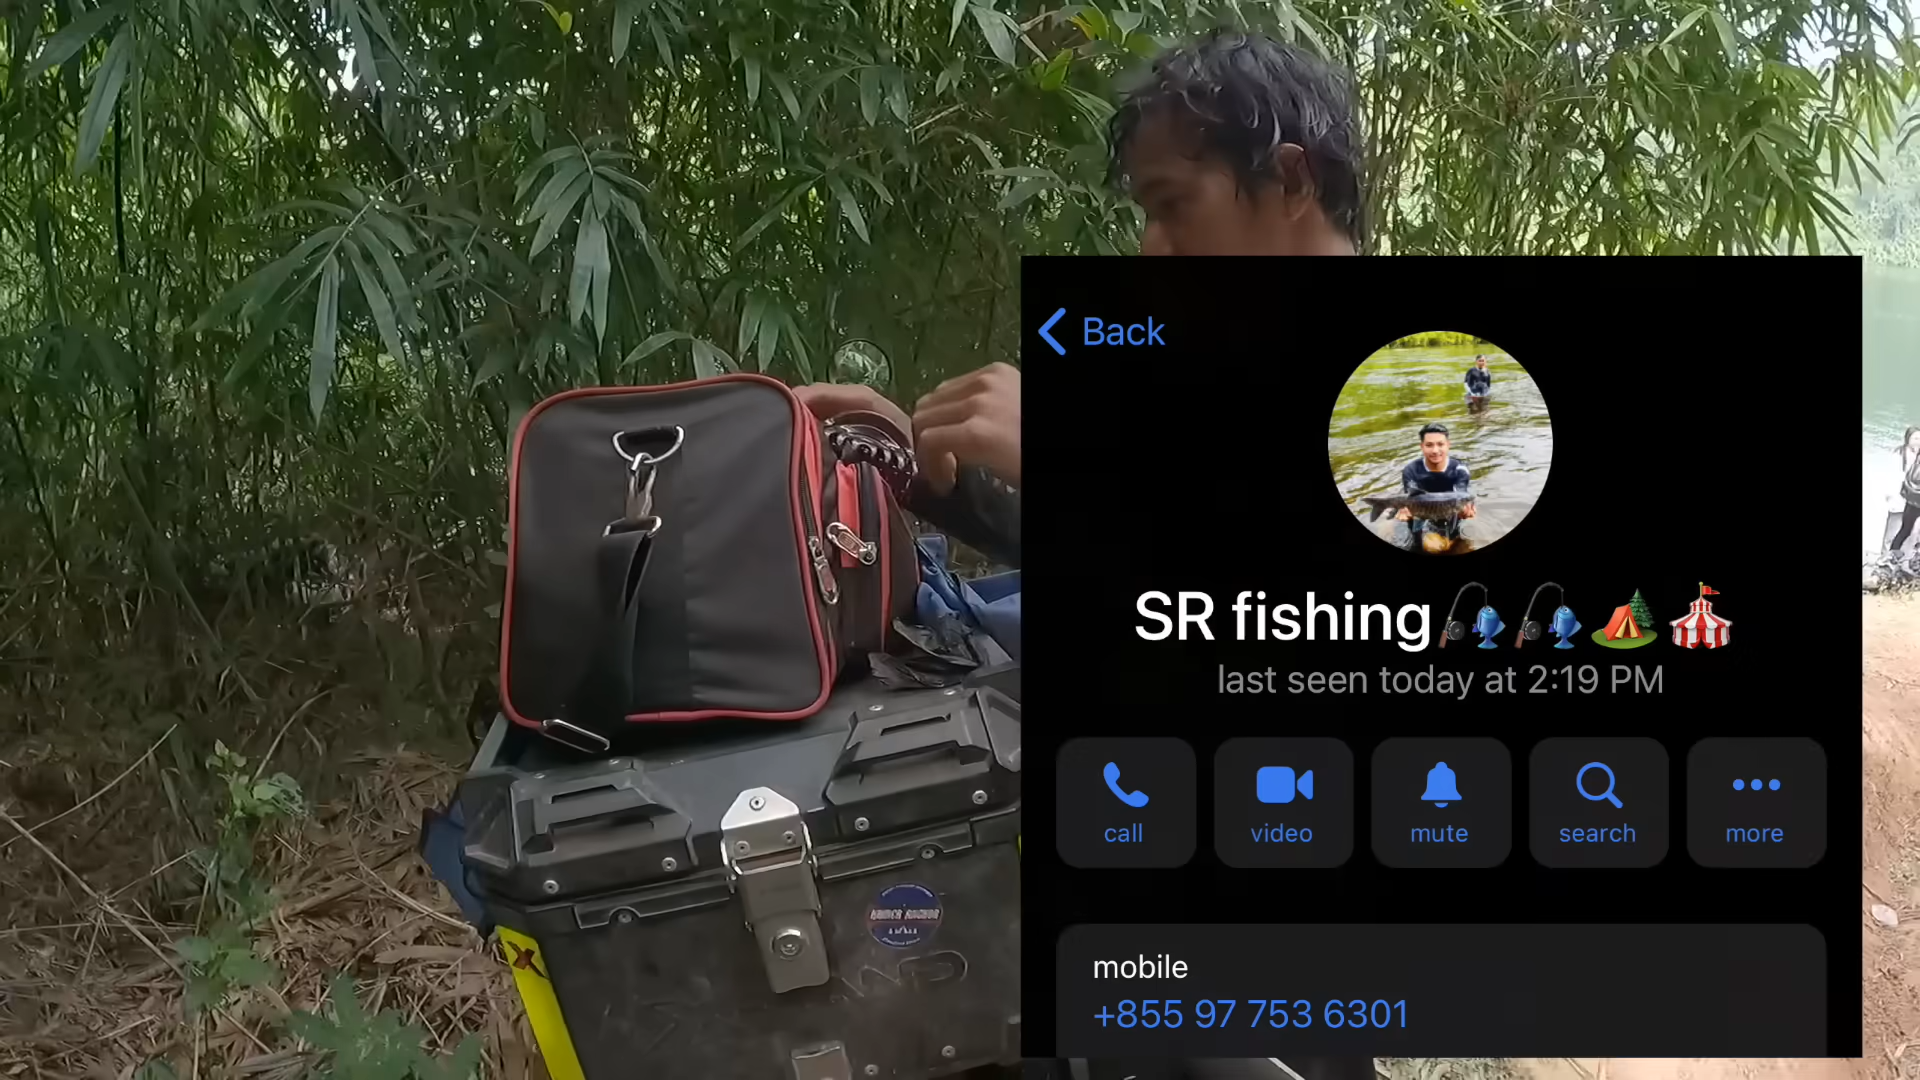 Back
SR fishing🎣🎣🏕️🎪
last seen today at 2:19 PM
call
video
mute
search
more
mobile
+855 97 753 6301
X